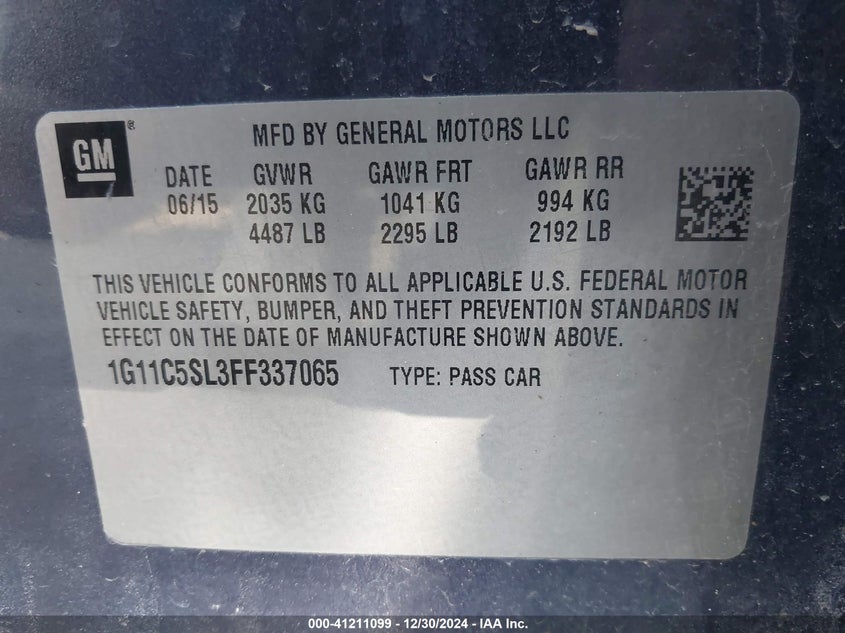 GM®
MFD BY GENERAL MOTORS LLC
DATE GVWR GAWR FRT GAWR RR
06/15 2035 KG 1041 KG 994 KG
4487 LB 2295 LB 2192 LB
THIS VEHICLE CONFORMS TO ALL APPLICABLE U.S. FEDERAL MOTOR
VEHICLE SAFETY, BUMPER, AND THEFT PREVENTION STANDARDS IN
EFFECT ON THE DATE OF MANUFACTURE SHOWN ABOVE.
1G11C5SL3FF337065 TYPE: PASS CAR
000-41211099 - 12/30/2024 - IAA Inc.